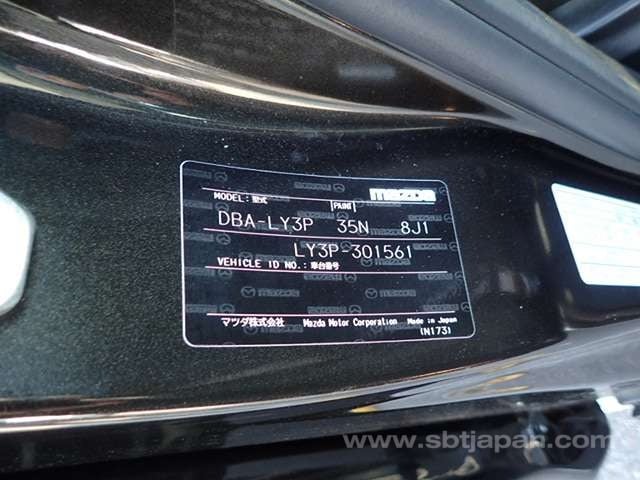 MODEL: 型式 PAINT mazda
DBA-LY3P 35N 8J1
LY3P-301561
VEHICLE ID NO.: 車台番号
マツダ株式会社 Mazda Motor Corporation Made in Japan
(N173)
www.sbtjapan.com